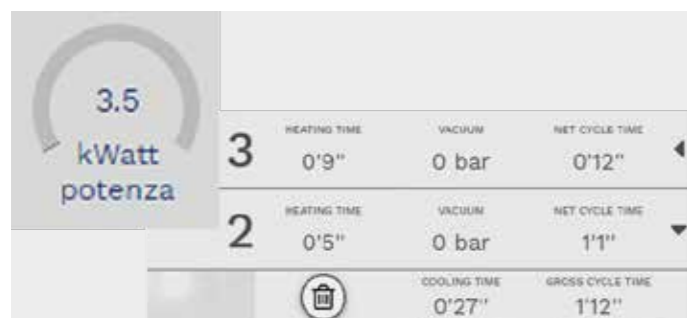 3.5
kWatt
potenza
3
HEATING TIME VACUUM NET CYCLE TIME
0'9" 0 bar 0'12"
2
HEATING TIME VACUUM NET CYCLE TIME
0'5" 0 bar 1'1"
COOLING TIME GROSS CYCLE TIME
0'27" 1'12"